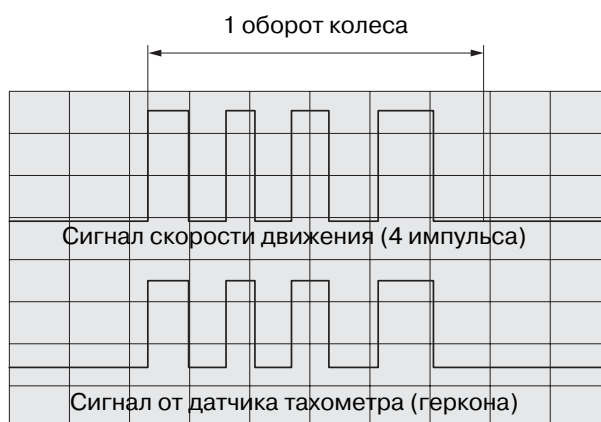 1 оборот колеса
Сигнал скорости движения (4 импульса)
Сигнал от датчика тахометра (геркона)